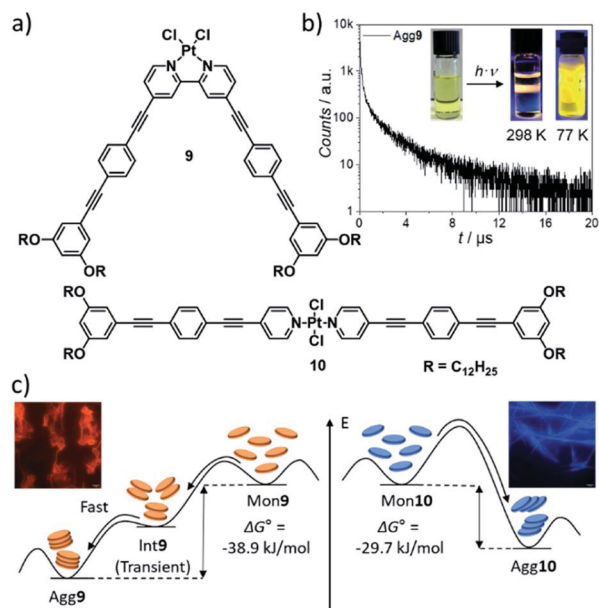 a)
Cl Cl
Pt
N N
9
RO OR
OR RO
b)
Counts / a.u.
10k
1k
100
10
1
Agg9
h·ν
298 K 77 K
0 4 8 12 16 20
t / µs
RO OR
Cl
N Pt N
Cl
RO OR
10
R = C₁₂H₂₅
c)
E
Fast
Mon9
Mon10
Int9
(Transient)
ΔG° =
-38.9 kJ/mol
ΔG° =
-29.7 kJ/mol
Agg9
Agg10